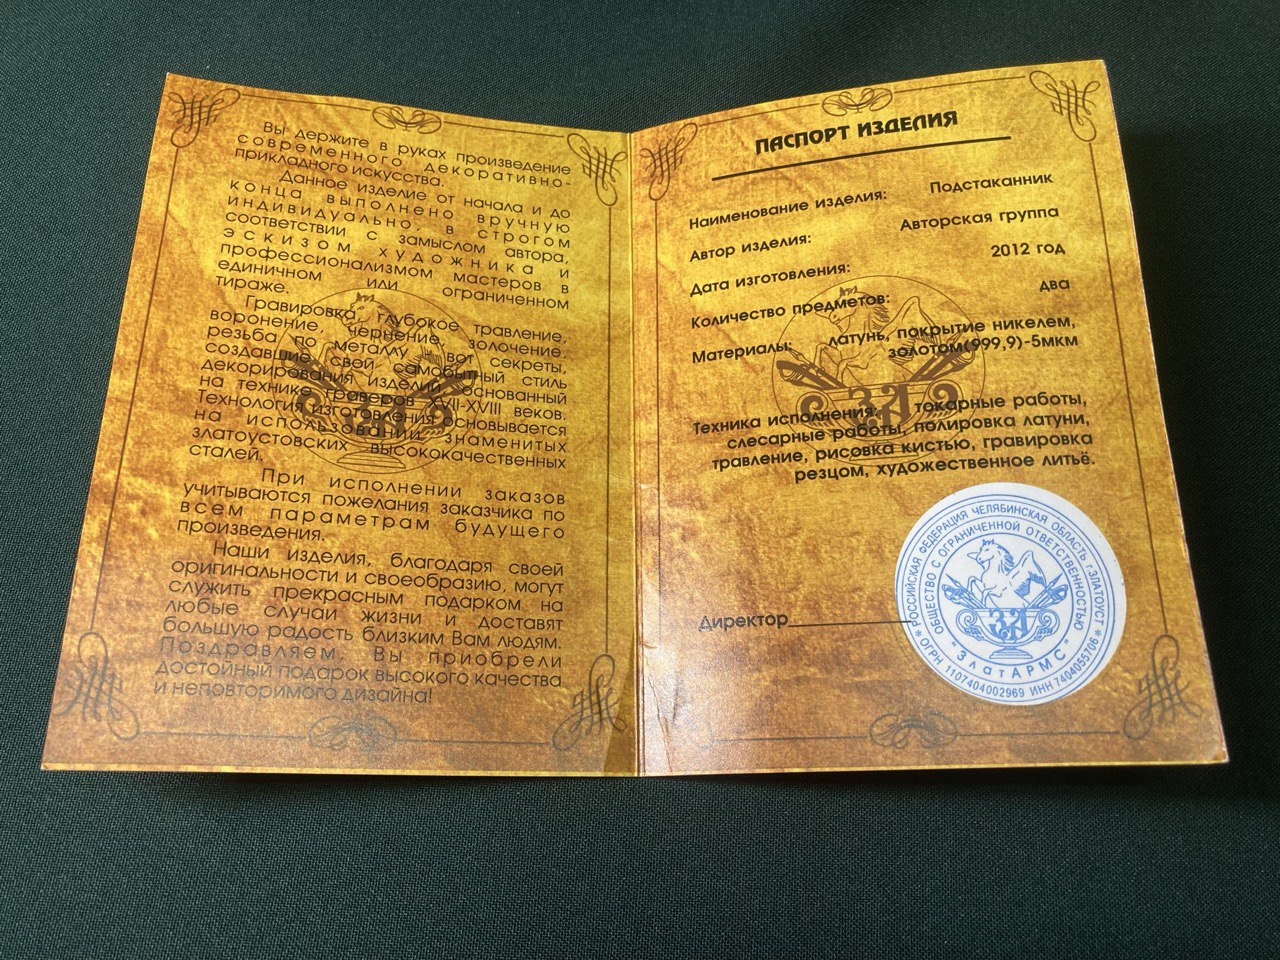 Вы держите в руках произведение
современного декоративно-
прикладного искусства.
Данное изделие от начала и до
конца выполнено вручную
индивидуально, в строгом
соответствии с замыслом автора,
эскизом художника и
профессионализмом мастеров в
единичном или ограниченном
тираже.
Гравировка, глубокое травление,
воронение, чернение, золочение,
резьба по металлу - вот секреты,
создавшие свой самобытный стиль
декорирования изделий, основанный
на технике граверов XVII-XVIII веков.
Технология изготовления основывается
на использовании знаменитых
златоустовских высококачественных
сталей.
При исполнении заказов
учитываются пожелания заказчика по
всем параметрам будущего
произведения.
Наши изделия, благодаря своей
оригинальности и своеобразию, могут
служить прекрасным подарком на
любые случаи жизни и доставят
большую радость близким Вам людям.
Поздравляем, Вы приобрели
достойный подарок высокого качества
и неповторимого дизайна!
ПАСПОРТ ИЗДЕЛИЯ
Наименование изделия: Подстаканник
Автор изделия: Авторская группа
Дата изготовления: 2012 год
Количество предметов: два
Материалы: латунь, покрытие никелем,
золотом(999,9)-5мкм
Техника исполнения: токарные работы,
слесарные работы, полировка латуни,
травление, рисовка кистью, гравировка
резцом, художественное литьё.
Директор
РОССИЙСКАЯ ФЕДЕРАЦИЯ ЧЕЛЯБИНСКАЯ ОБЛАСТЬ г.ЗЛАТОУСТ
ОБЩЕСТВО С ОГРАНИЧЕННОЙ ОТВЕТСТВЕННОСТЬЮ
ЗА
"ЗлатАРМС"
* ОГРН 1107404002969 ИНН 7404055706 *